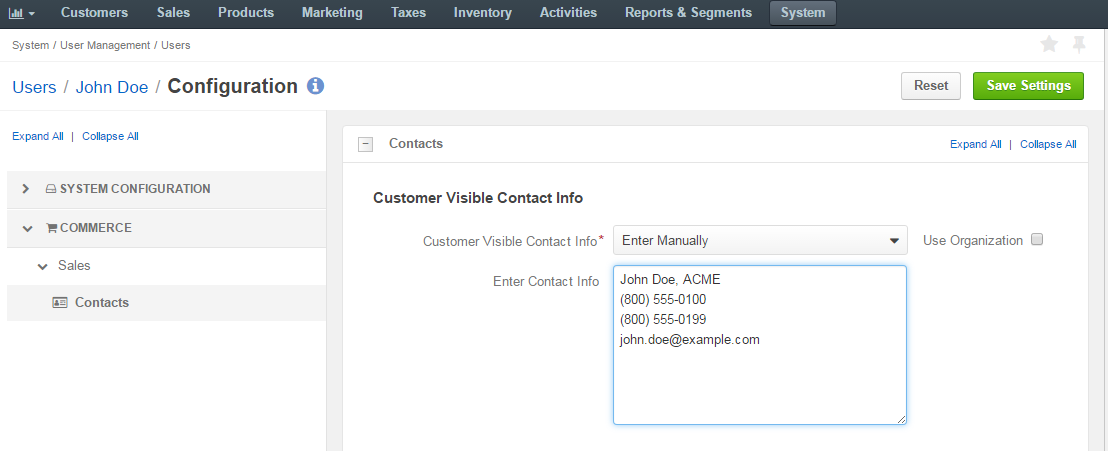 Customers Sales Products Marketing Taxes Inventory Activities Reports & Segments System
System / User Management / Users
Users / John Doe / Configuration
Reset Save Settings
Expand All | Collapse All
SYSTEM CONFIGURATION
COMMERCE
Sales
Contacts
Contacts Expand All | Collapse All
Customer Visible Contact Info
Customer Visible Contact Info* Enter Manually Use Organization
Enter Contact Info
John Doe, ACME
(800) 555-0100
(800) 555-0199
john.doe@example.com